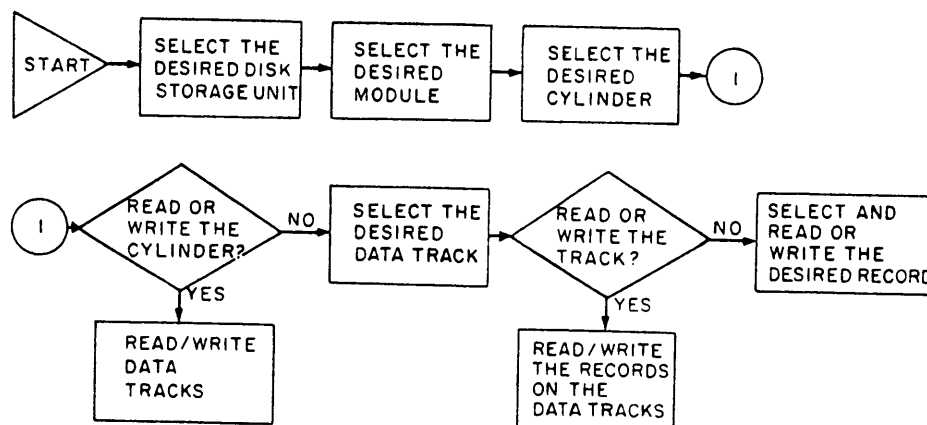 START
SELECT THE
DESIRED DISK
STORAGE UNIT
SELECT THE
DESIRED
MODULE
SELECT THE
DESIRED
CYLINDER
1
1
READ OR
WRITE THE
CYLINDER?
NO
YES
READ/WRITE
DATA
TRACKS
SELECT THE
DESIRED
DATA TRACK
READ OR
WRITE THE
TRACK?
NO
YES
READ/WRITE
THE RECORDS
ON THE
DATA TRACKS
SELECT AND
READ OR
WRITE THE
DESIRED RECORD